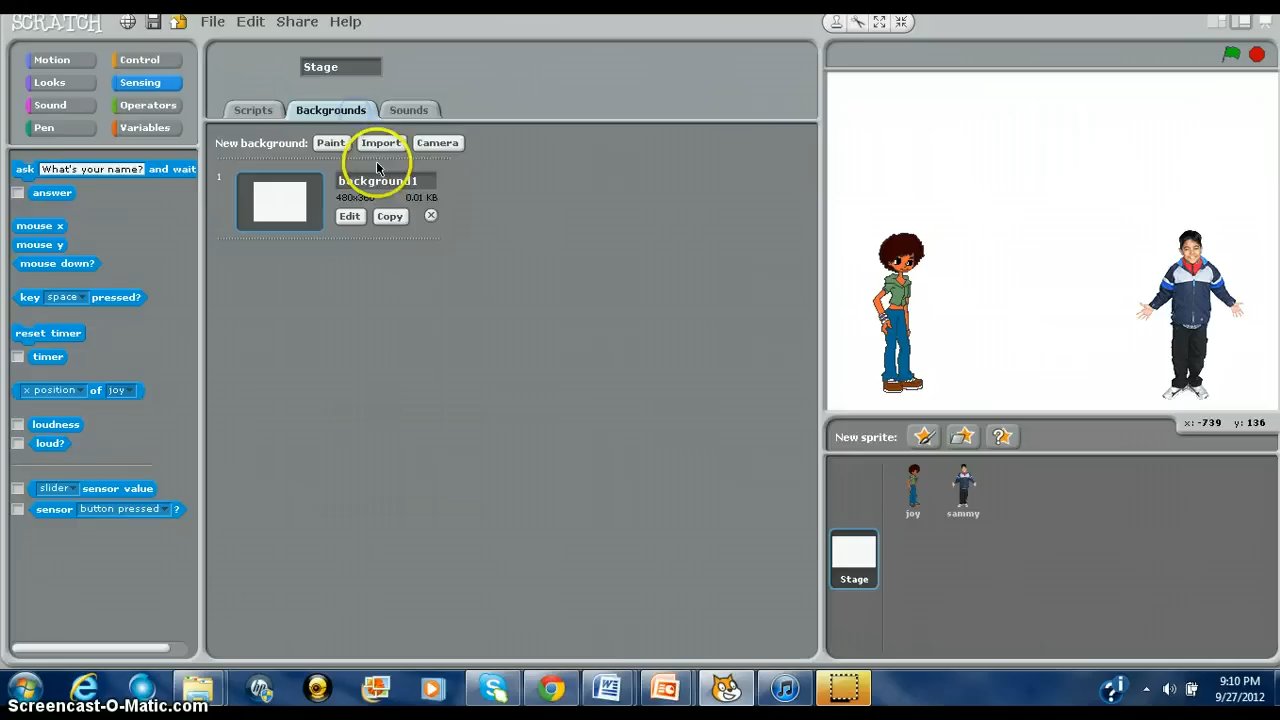 SCRATCH File Edit Share Help
Motion Control
Looks Sensing
Sound Operators
Pen Variables
ask What's your name? and wait
answer
mouse x
mouse y
mouse down?
key space pressed?
reset timer
timer
x position of joy
loudness
loud?
slider sensor value
sensor button pressed ?
Stage
Scripts Backgrounds Sounds
New background: Paint Import Camera
1
background1
480x360 0.01 KB
Edit Copy
x: -739 y: 136
New sprite:
joy sammy
Stage
9:10 PM
9/27/2012
Screencast-O-Matic.com